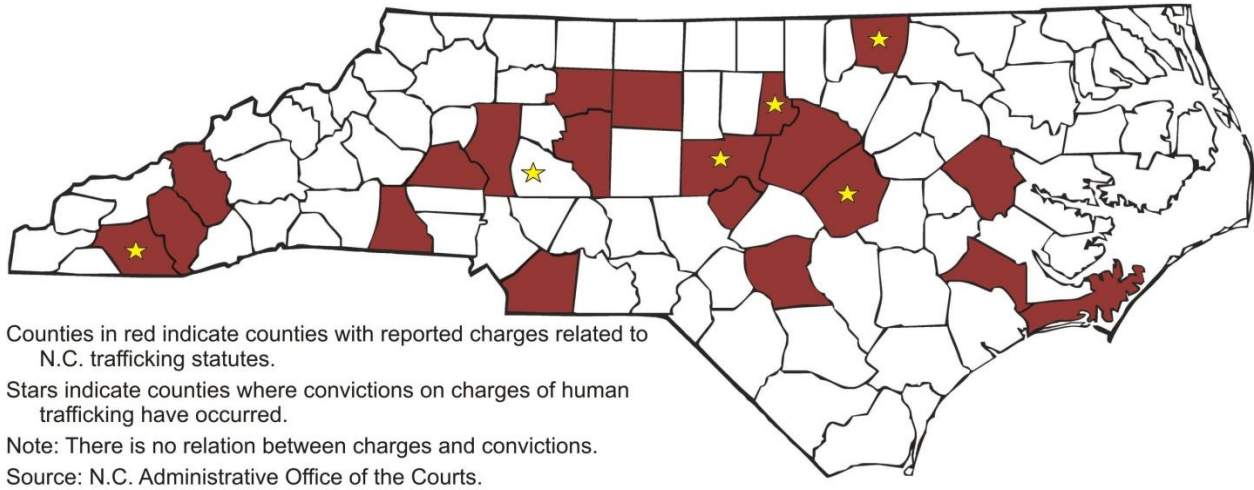 Counties in red indicate counties with reported charges related to
N.C. trafficking statutes.
Stars indicate counties where convictions on charges of human
trafficking have occurred.
Note: There is no relation between charges and convictions.
Source: N.C. Administrative Office of the Courts.